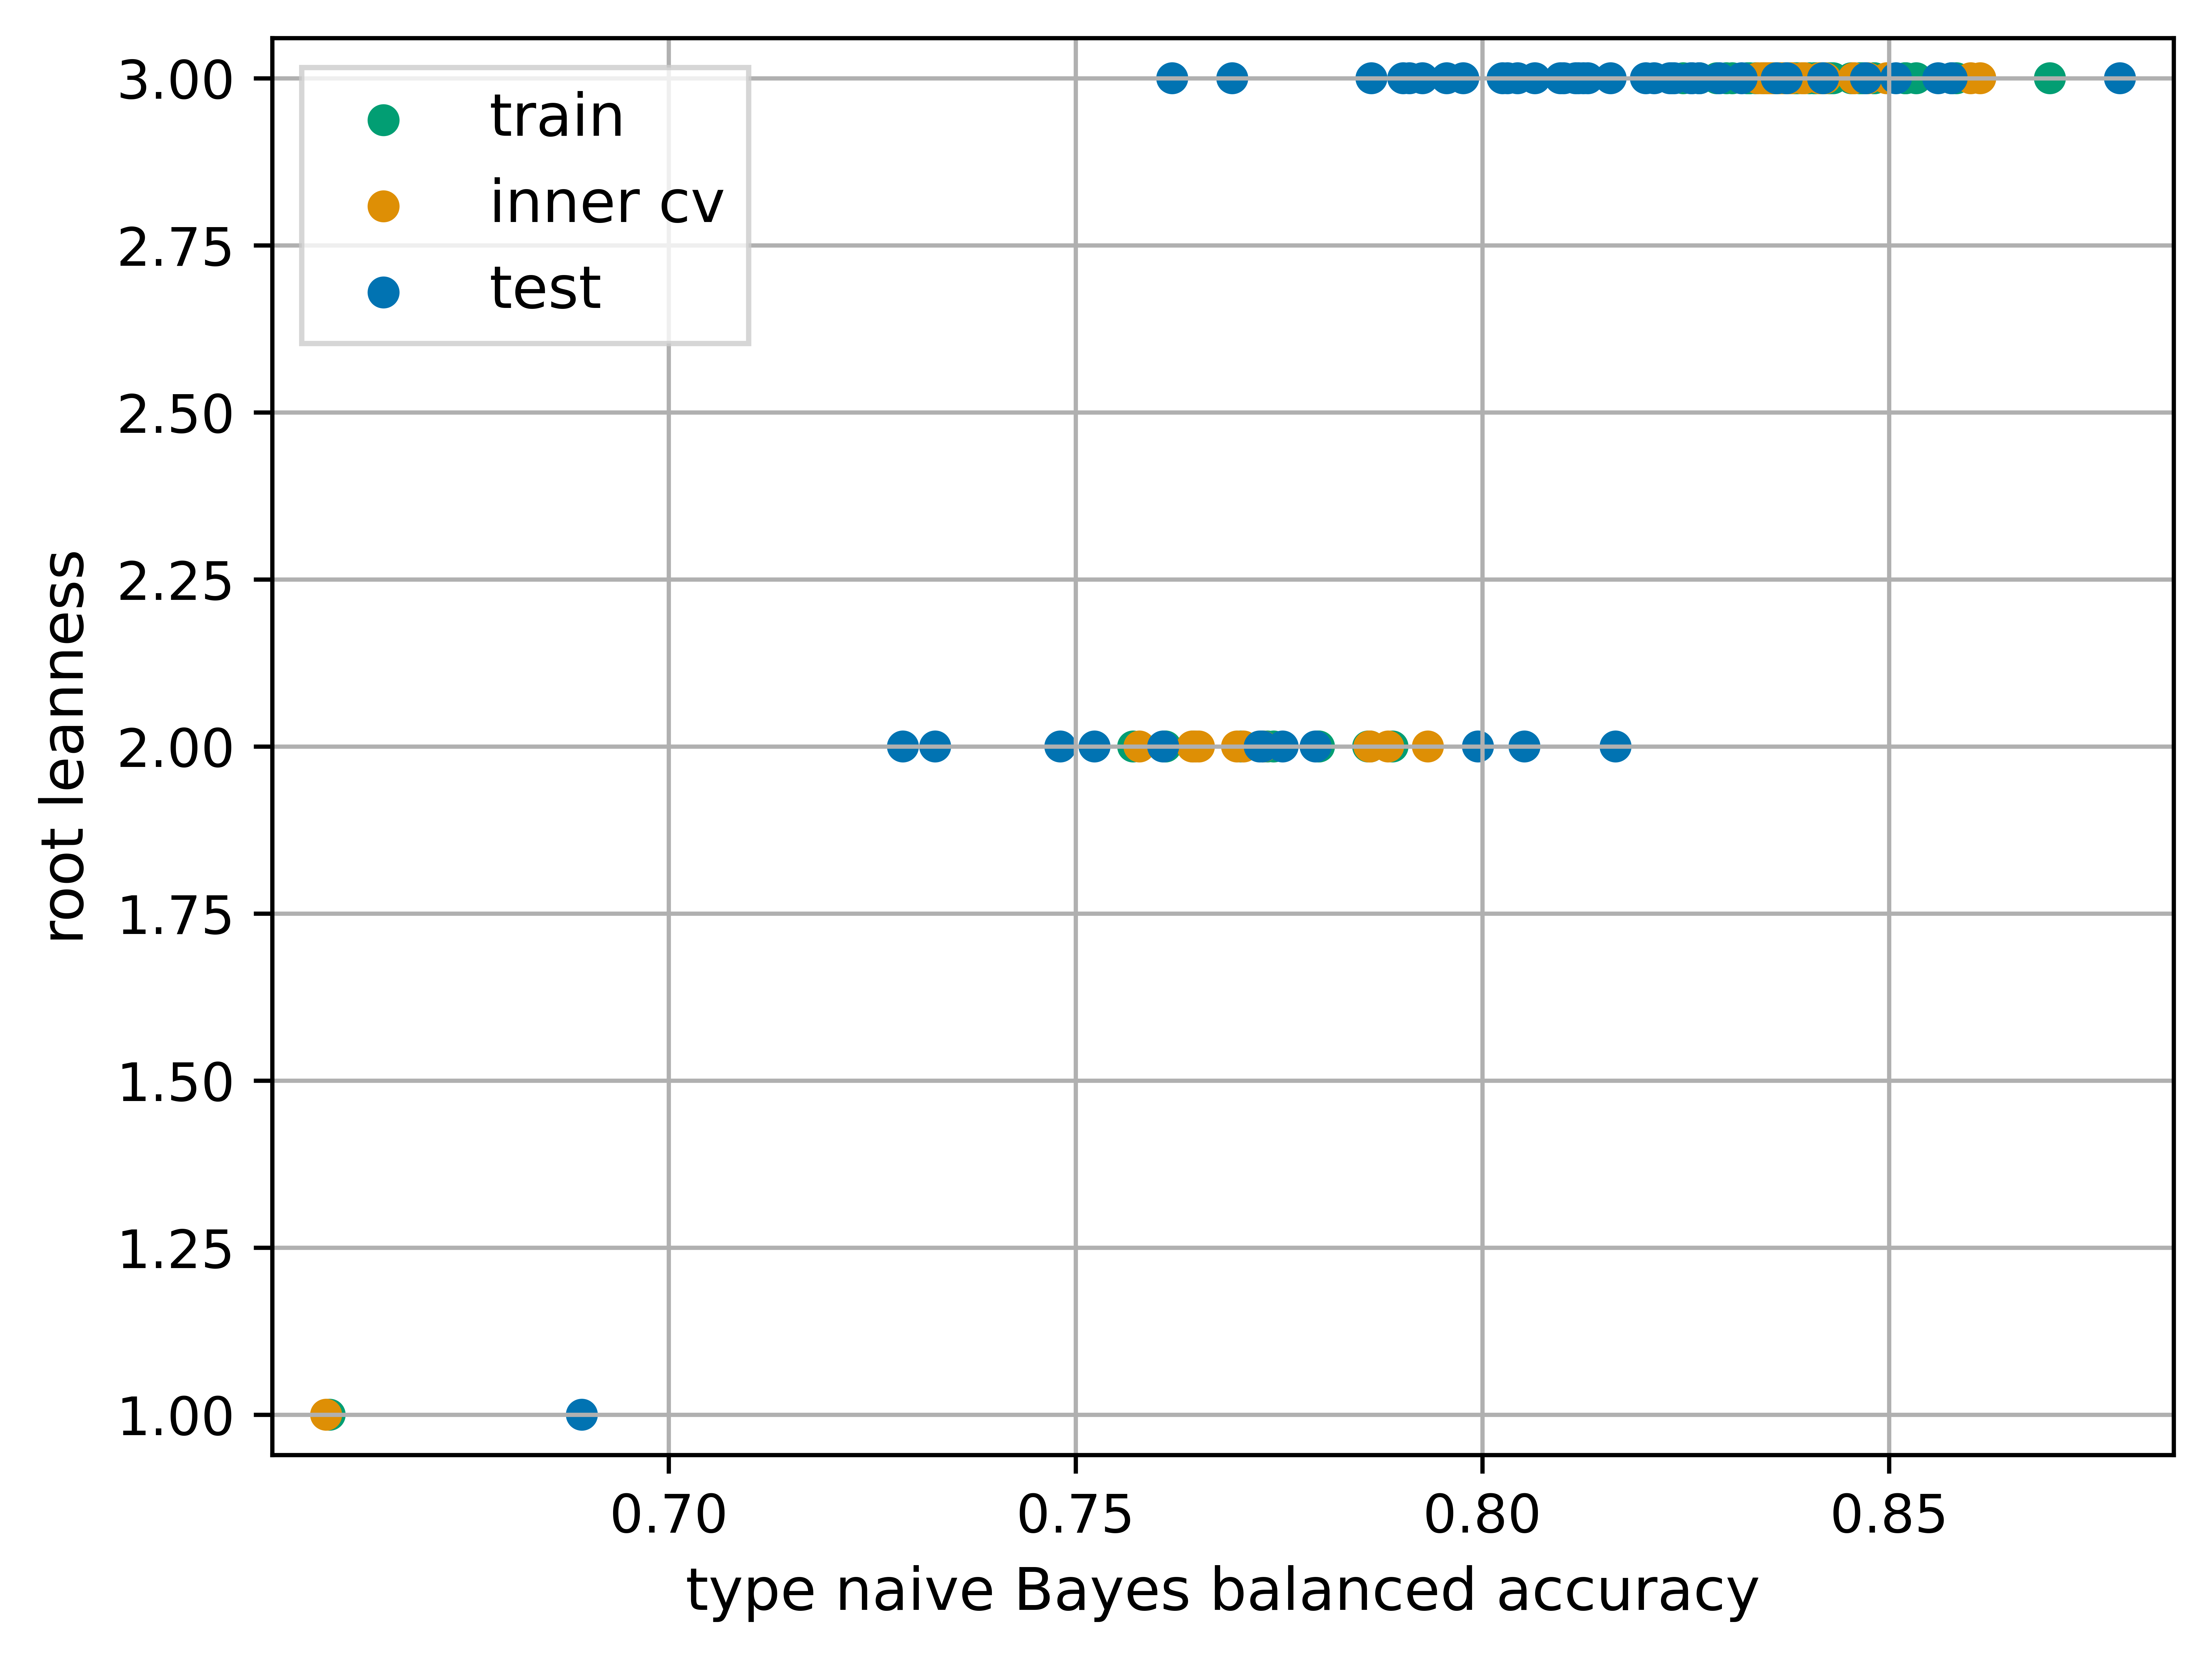 train
inner cv
test
3.00
2.75
2.50
2.25
2.00
1.75
1.50
1.25
1.00
root leanness
0.70 0.75 0.80 0.85
type naive Bayes balanced accuracy